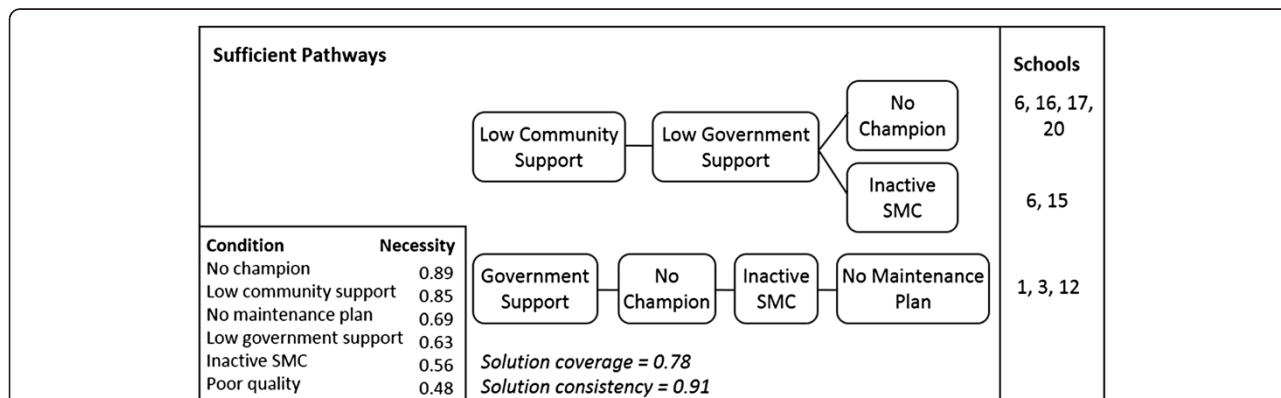 Sufficient Pathways
Schools
Low Community
Support
Low Government
Support
No
Champion
6, 16, 17,
20
Inactive
SMC
6, 15
Condition Necessity
No champion 0.89
Low community support 0.85
No maintenance plan 0.69
Low government support 0.63
Inactive SMC 0.56
Poor quality 0.48
Government
Support
No
Champion
Inactive
SMC
No Maintenance
Plan
1, 3, 12
Solution coverage = 0.78
Solution consistency = 0.91